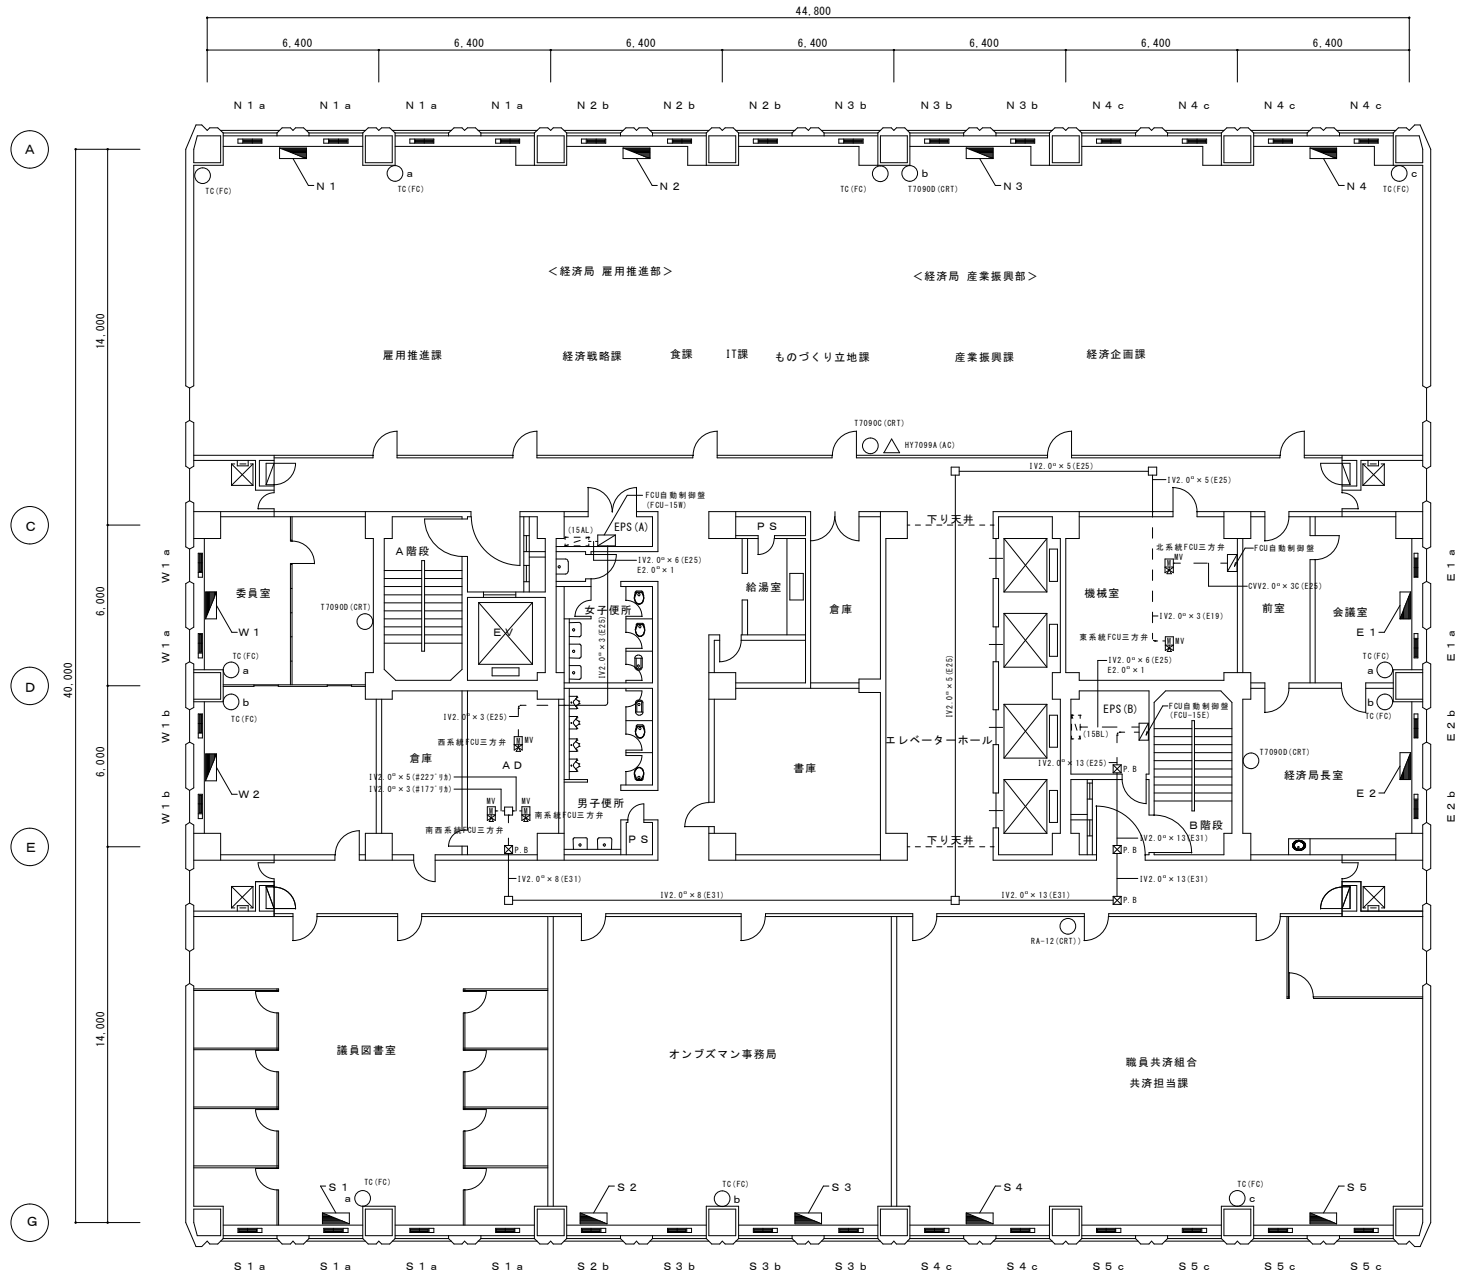 44,800
6,400 6,400 6,400 6,400 6,400 6,400 6,400
N1a N1a N1a N1a N2b N2b N2b N3b N3b N3b N4c N4c N4c N4c
A
TC(FC)
N1
a
TC(FC)
N2
TC(FC)
b
T7090D(CRT)
N3
N4
c
TC(FC)
<経済局 雇用推進部>
<経済局 産業振興部>
14,000
雇用推進課
経済戦略課
食課
IT課
ものづくり立地課
産業振興課
経済企画課
T7090C(CRT)
HY7099A(AC)
IV2.0°×5(E25)
IV2.0°×5(E25)
FCU自動制御盤
(FCU-15W)
C
(15AL)
EPS(A)
PS
下り天井
A階段
IV2.0°×6(E25)
E2.0°×1
北系統FCU三方弁
FCU自動制御盤
MV
CVV2.0°×3C(E25)
W1a
委員室
給湯室
倉庫
機械室
前室
会議室
E1a
6,000
T7090D(CRT)
W1
EV
女子便所
IV2.0°×3(E25)
IV2.0°×3(E19)
E1
W1a
東系統FCU三方弁
MV
E1a
TC(FC)
a
TC(FC)
a
IV2.0°×6(E25)
E2.0°×1
D
40,000
b
TC(FC)
b
TC(FC)
IV2.0°×5(E25)
W1b
IV2.0°×3(E25)
EPS(B)
FCU自動制御盤
(FCU-15E)
E2b
西系統FCU三方弁
MV
(15BL)
エレベーターホール
T7090D(CRT)
6,000
倉庫
AD
書庫
IV2.0°×13(E25)
P.B
経済局長室
IV2.0°×5(#22プリカ)
IV2.0°×3(#17プリカ)
W2
E2
W1b
MV
MV
南系統FCU三方弁
南西系統FCU三方弁
男子便所
PS
B階段
E2b
下り天井
IV2.0°×13(E31)
E
P.B
P.B
IV2.0°×8(E31)
IV2.0°×8(E31)
IV2.0°×13(E31)
IV2.0°×13(E31)
P.B
RA-12(CRT))
14,000
議員図書室
オンブズマン事務局
職員共済組合
共済担当課
S1
TC(FC)
a
S2
TC(FC)
b
S3
S4
TC(FC)
c
S5
G
S1a S1a S1a S1a S2b S3b S3b S3b S4c S4c S5c S5c S5c S5c